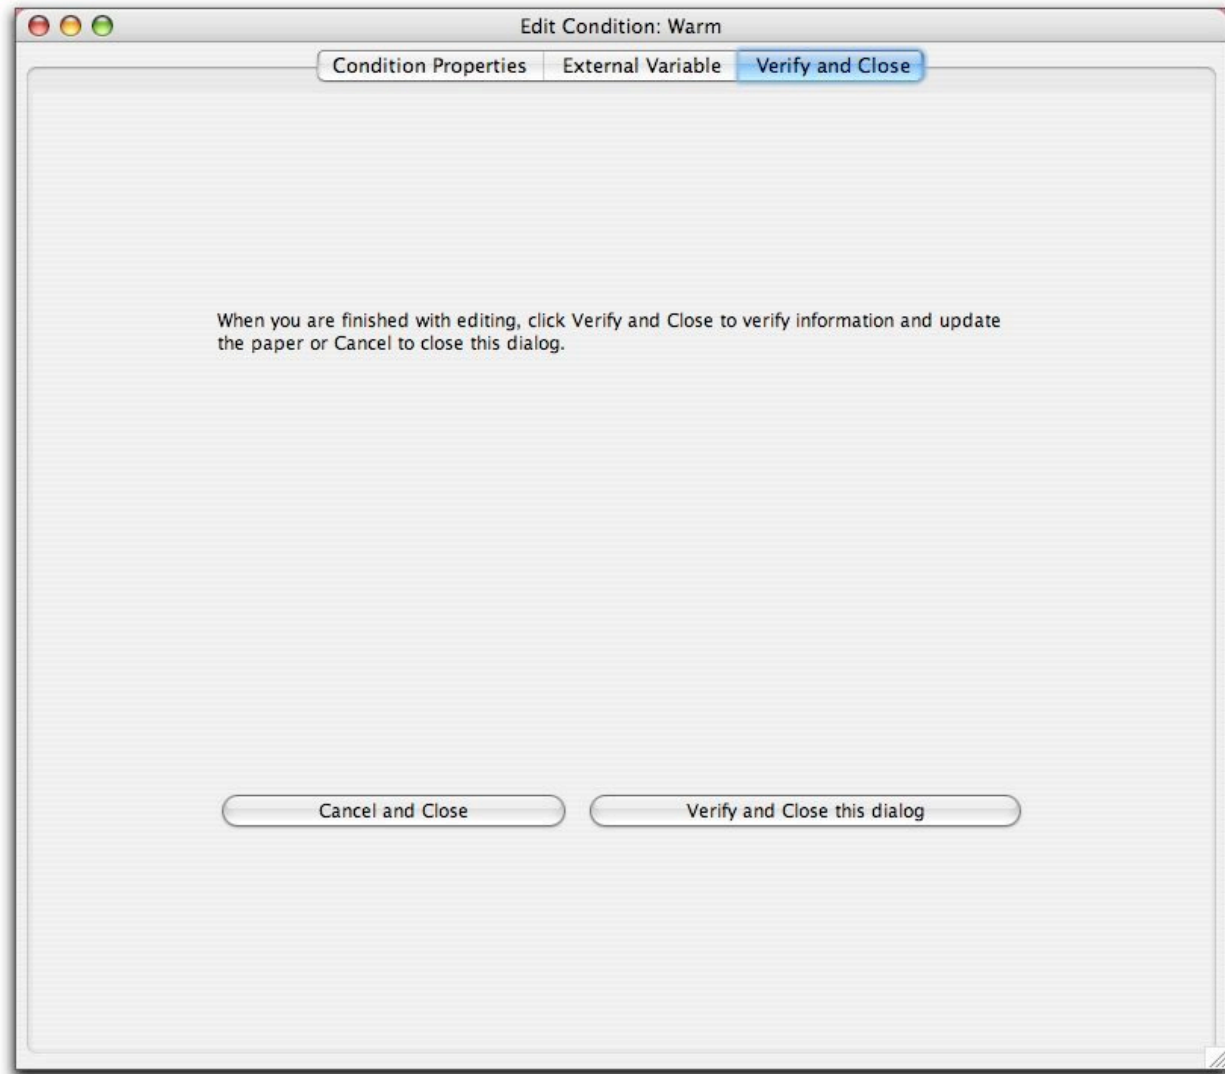 Edit Condition: Warm
Condition Properties External Variable Verify and Close
When you are finished with editing, click Verify and Close to verify information and update
the paper or Cancel to close this dialog.
Cancel and Close Verify and Close this dialog